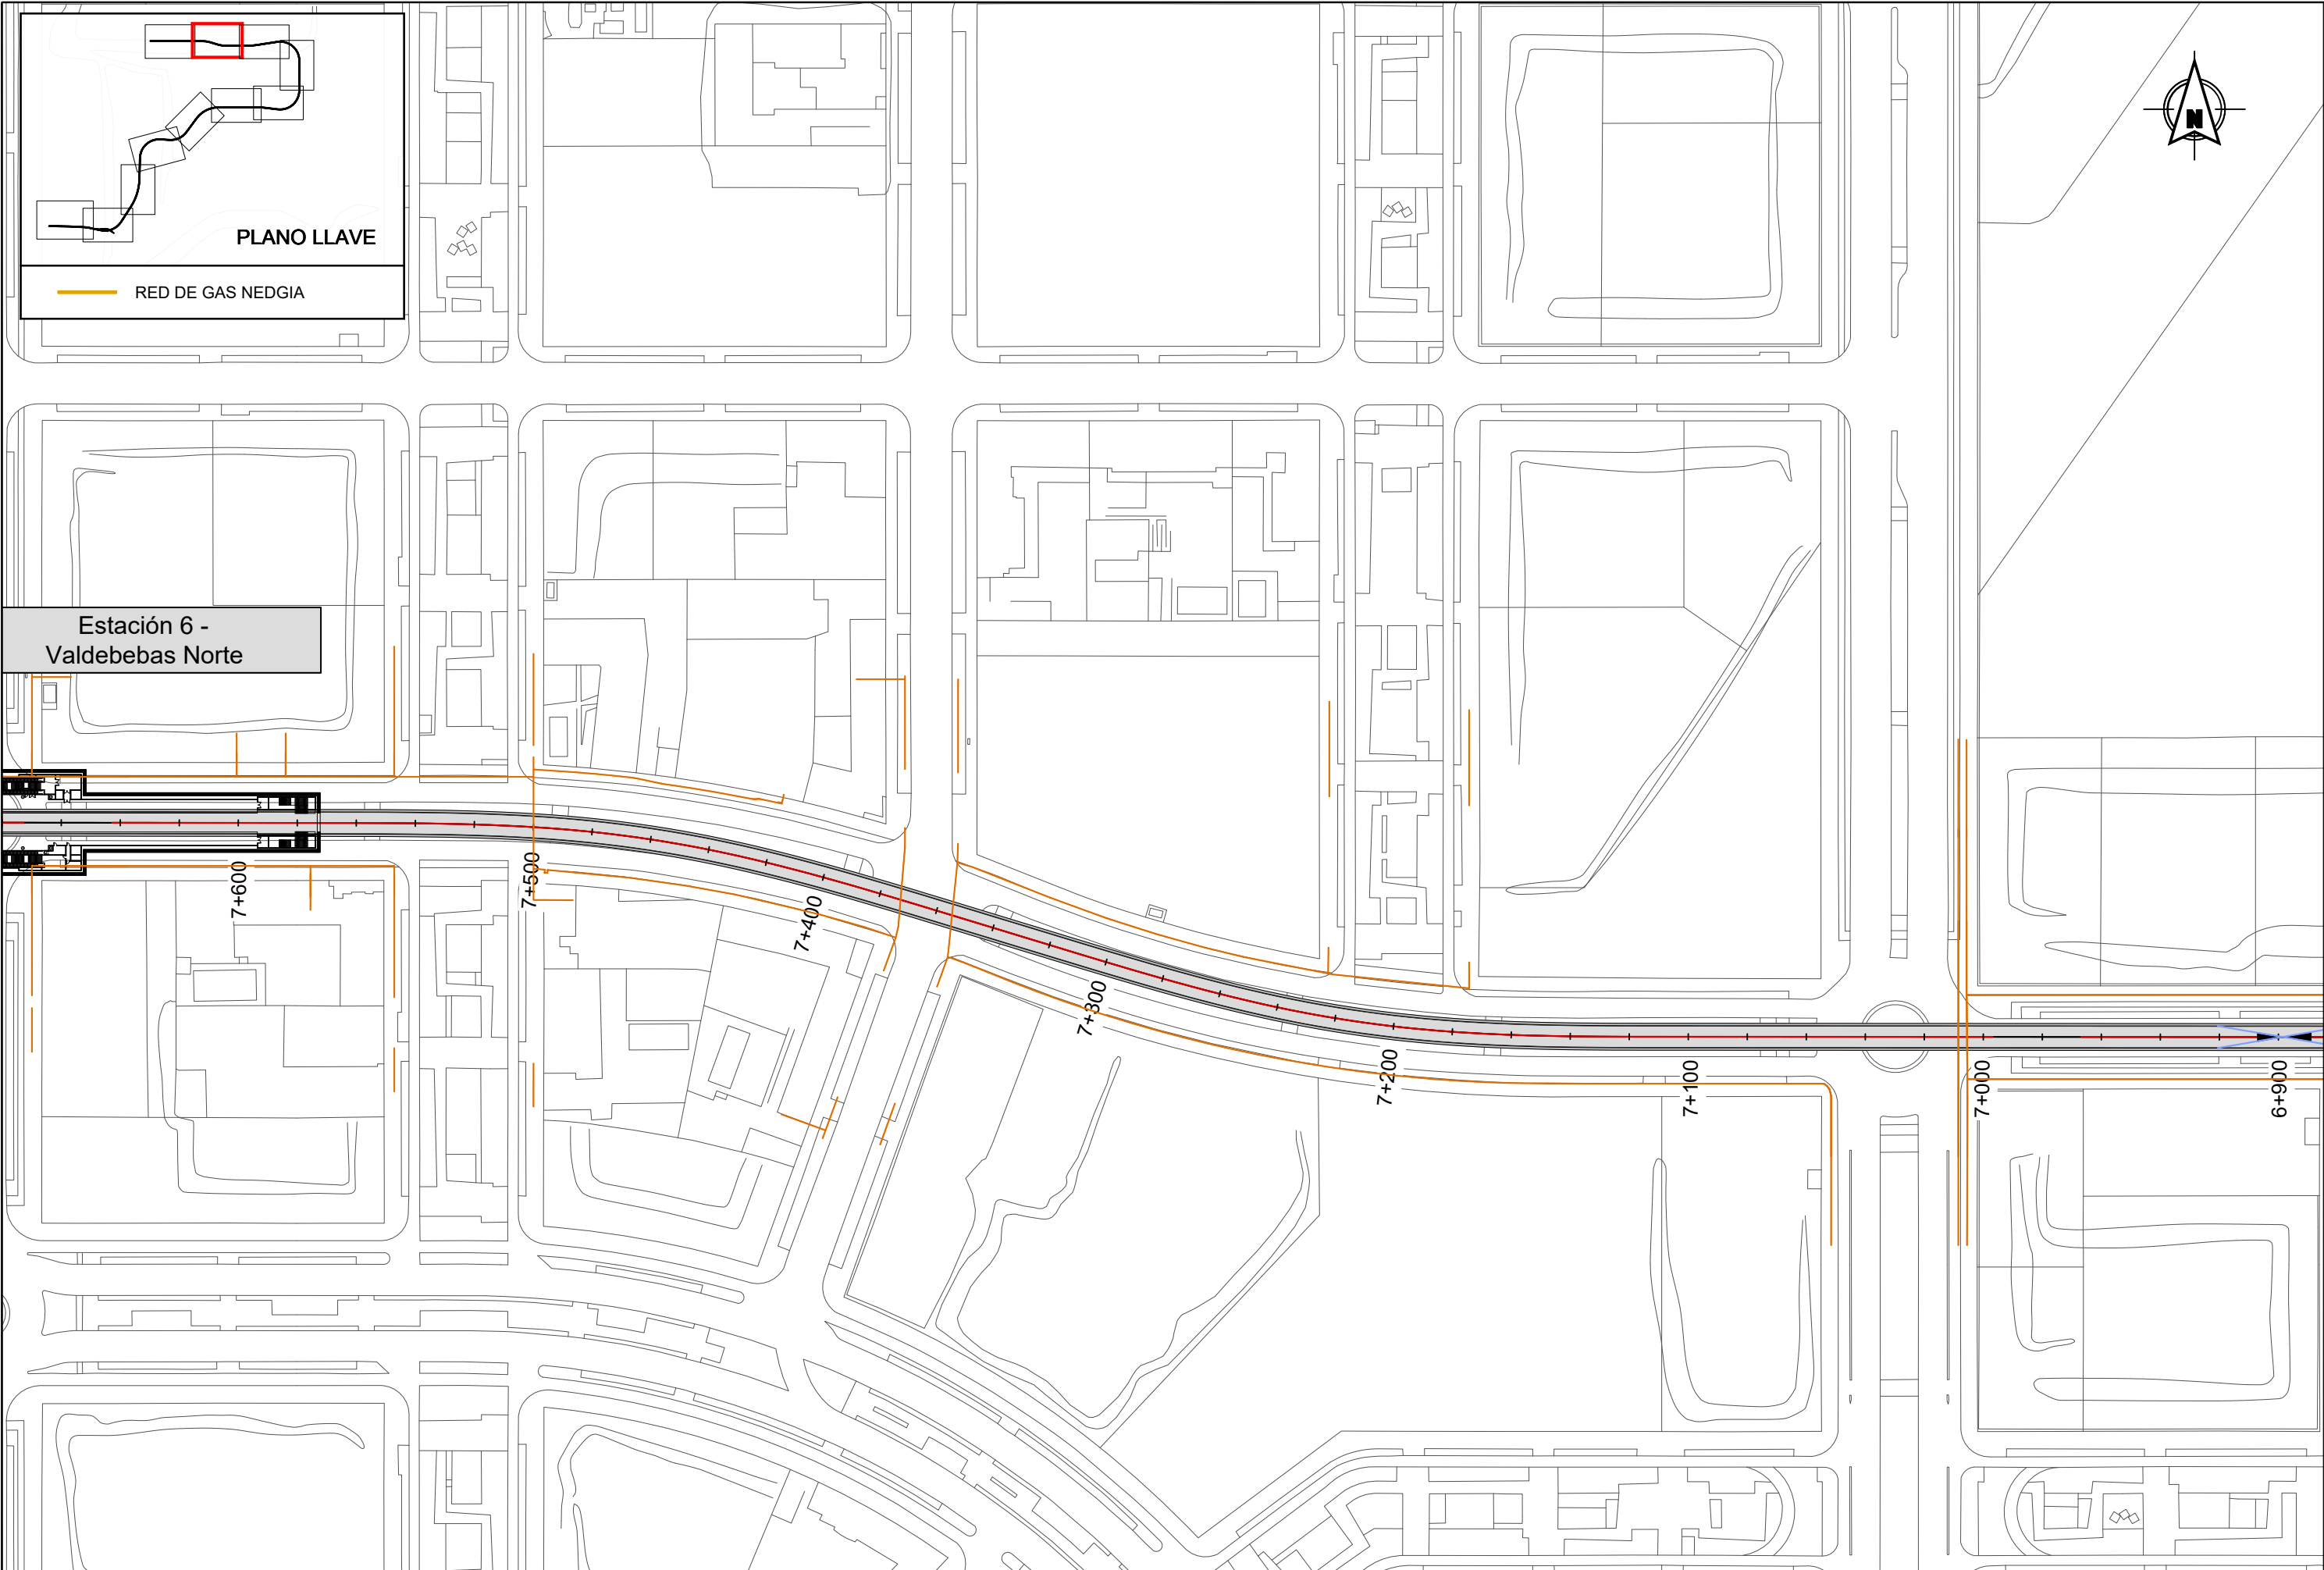 PLANO LLAVE
RED DE GAS NEDGIA
N
Estación 6 -
Valdebebas Norte
7+600
7+500
7+400
7+300
7+200
7+100
7+000
6+900